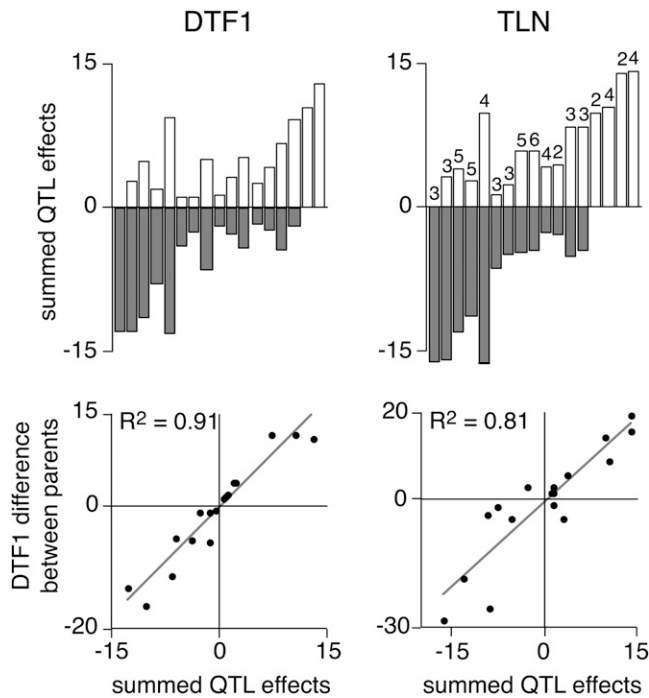 DTF1
TLN
15
0
-15
summed QTL effects
15
0
-15
3 3 5 5 4 3 3 5 6 4 2 3 3 2 4 2 4
15
0
-20
DTF1 difference
between parents
R² = 0.91
-15 0 15
summed QTL effects
20
0
-30
R² = 0.81
-15 0 15
summed QTL effects